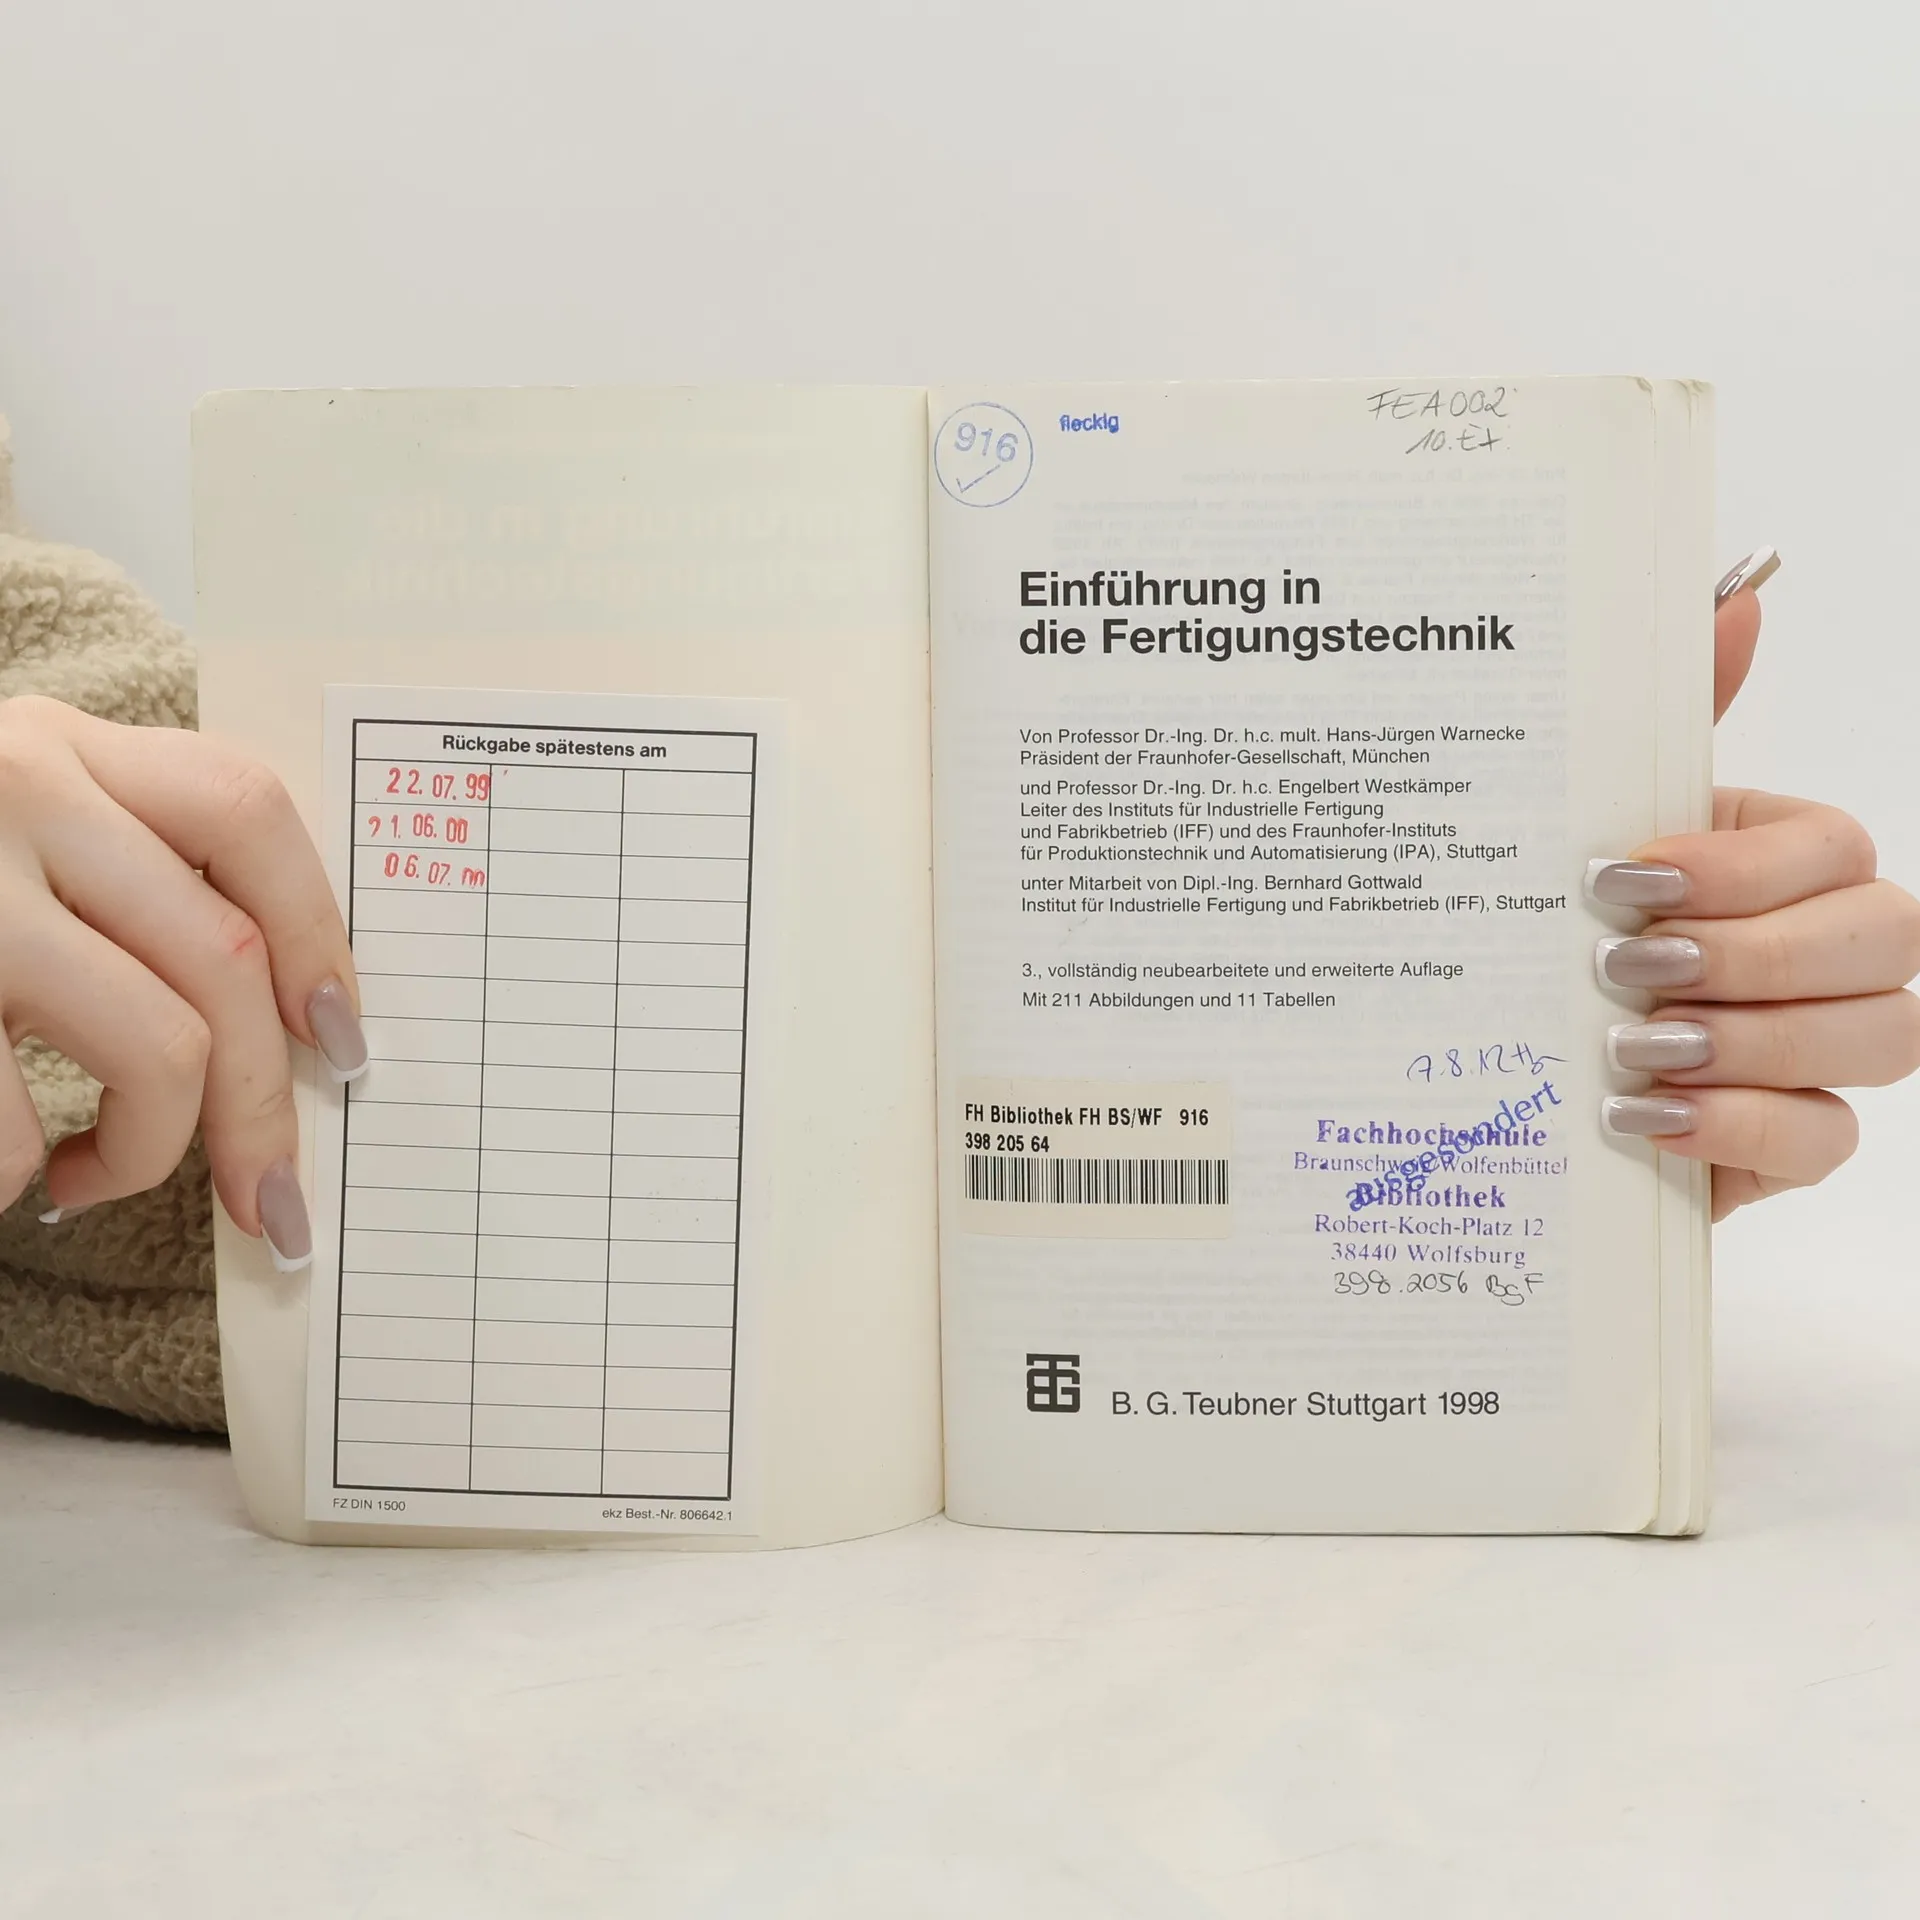 Rückgabe spätestens am
22.07.99
21.06.00
06.07.00
FZ DIN 1500
ekz Best.-Nr. 806642.1
916
fleckig
FEA002
10.Ex.
Einführung in
die Fertigungstechnik
Von Professor Dr.-Ing. Dr. h.c. mult. Hans-Jürgen Warnecke
Präsident der Fraunhofer-Gesellschaft, München
und Professor Dr.-Ing. Dr. h.c. Engelbert Westkämper
Leiter des Instituts für Industrielle Fertigung
und Fabrikbetrieb (IFF) und des Fraunhofer-Instituts
für Produktionstechnik und Automatisierung (IPA), Stuttgart
unter Mitarbeit von Dipl.-Ing. Bernhard Gottwald
Institut für Industrielle Fertigung und Fabrikbetrieb (IFF), Stuttgart
3., vollständig neubearbeitete und erweiterte Auflage
Mit 211 Abbildungen und 11 Tabellen
7.8.12
ausgesondert
FH Bibliothek FH BS/WF 916
398 205 64
Fachhochschule
Braunschweig/Wolfenbüttel
Bibliothek
Robert-Koch-Platz 12
38440 Wolfsburg
398.2056 BgF
B. G. Teubner Stuttgart 1998